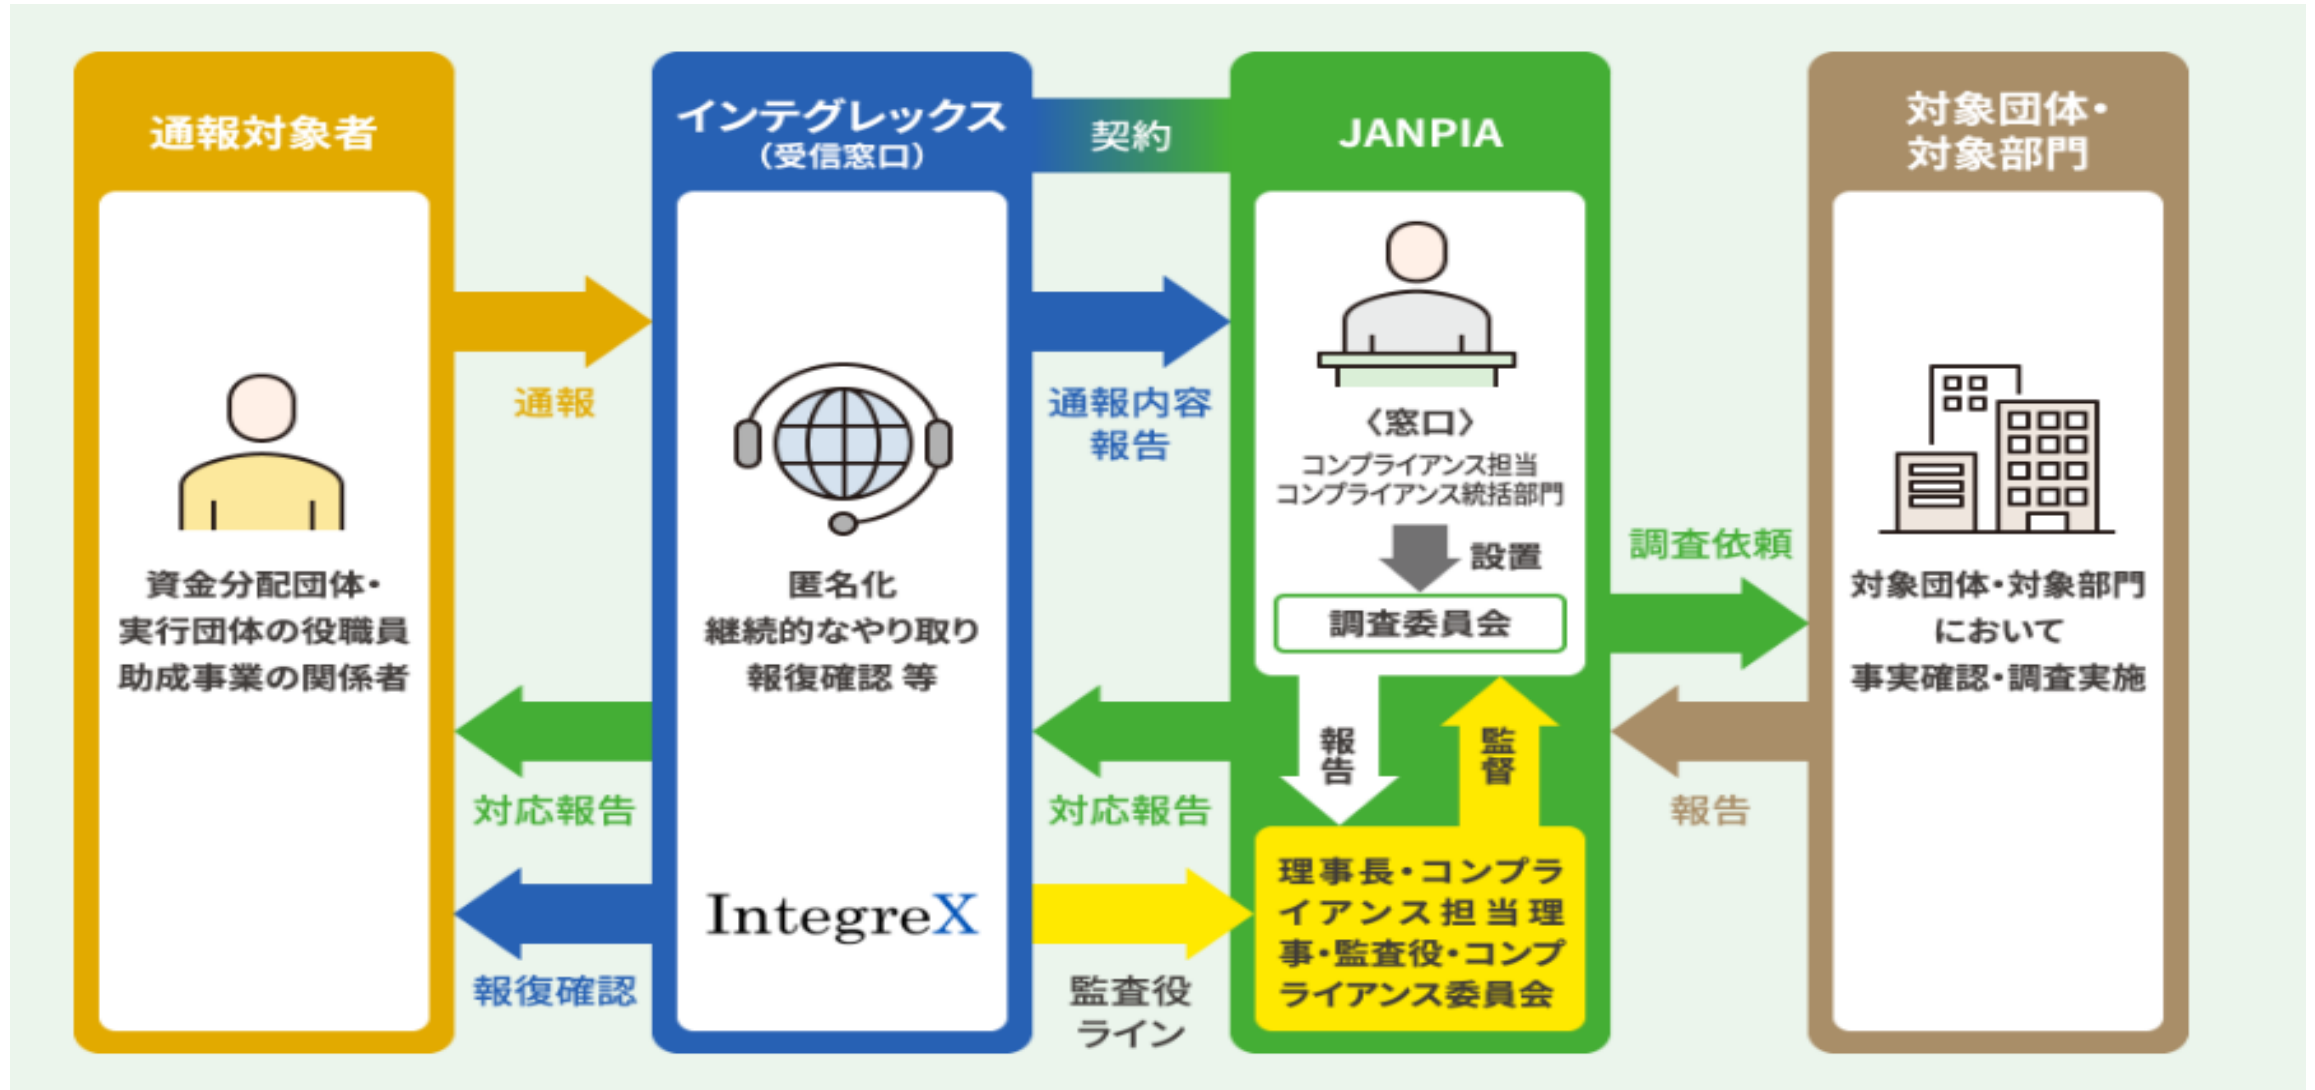 通報対象者
資金分配団体・
実行団体の役職員
助成事業の関係者
通報
対応報告
報復確認
インテグレックス
（受信窓口）
匿名化
継続的なやり取り
報復確認 等
IntegreX
契約
通報内容
報告
対応報告
監査役
ライン
JANPIA
〈窓口〉
コンプライアンス担当
コンプライアンス統括部門
設置
調査委員会
報告
監督
理事長・コンプラ
イアンス担当理
事・監査役・コンプ
ライアンス委員会
調査依頼
報告
対象団体・
対象部門
対象団体・対象部門
において
事実確認・調査実施